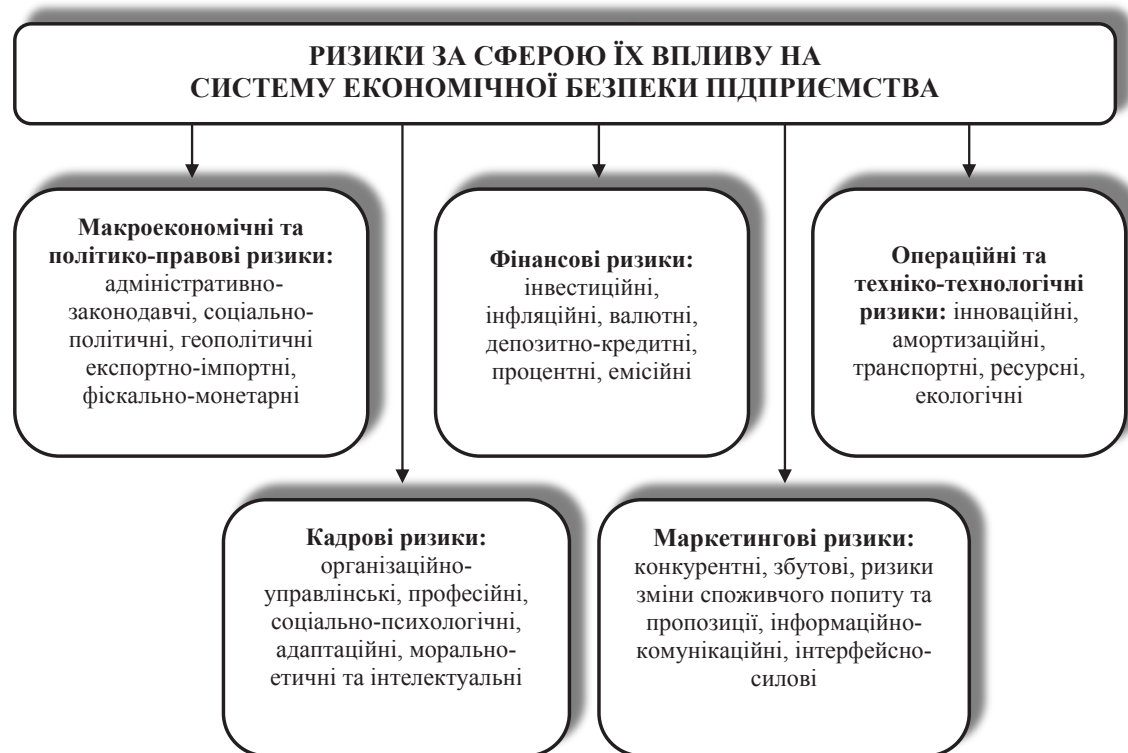 РИЗИКИ ЗА СФЕРОЮ ЇХ ВПЛИВУ НА
СИСТЕМУ ЕКОНОМІЧНОЇ БЕЗПЕКИ ПІДПРИЄМСТВА
Макроекономічні та
політико-правові ризики:
адміністративно-
законодавчі, соціально-
політичні, геополітичні
експортно-імпортні,
фіскально-монетарні
Фінансові ризики:
інвестиційні,
інфляційні, валютні,
депозитно-кредитні,
процентні, емісійні
Операційні та
техніко-технологічні
ризики: інноваційні,
амортизаційні,
транспортні, ресурсні,
екологічні
Кадрові ризики:
організаційно-
управлінські, професійні,
соціально-психологічні,
адаптаційні, морально-
етичні та інтелектуальні
Маркетингові ризики:
конкурентні, збутові, ризики
зміни споживчого попиту та
пропозиції, інформаційно-
комунікаційні, інтерфейсно-
силові